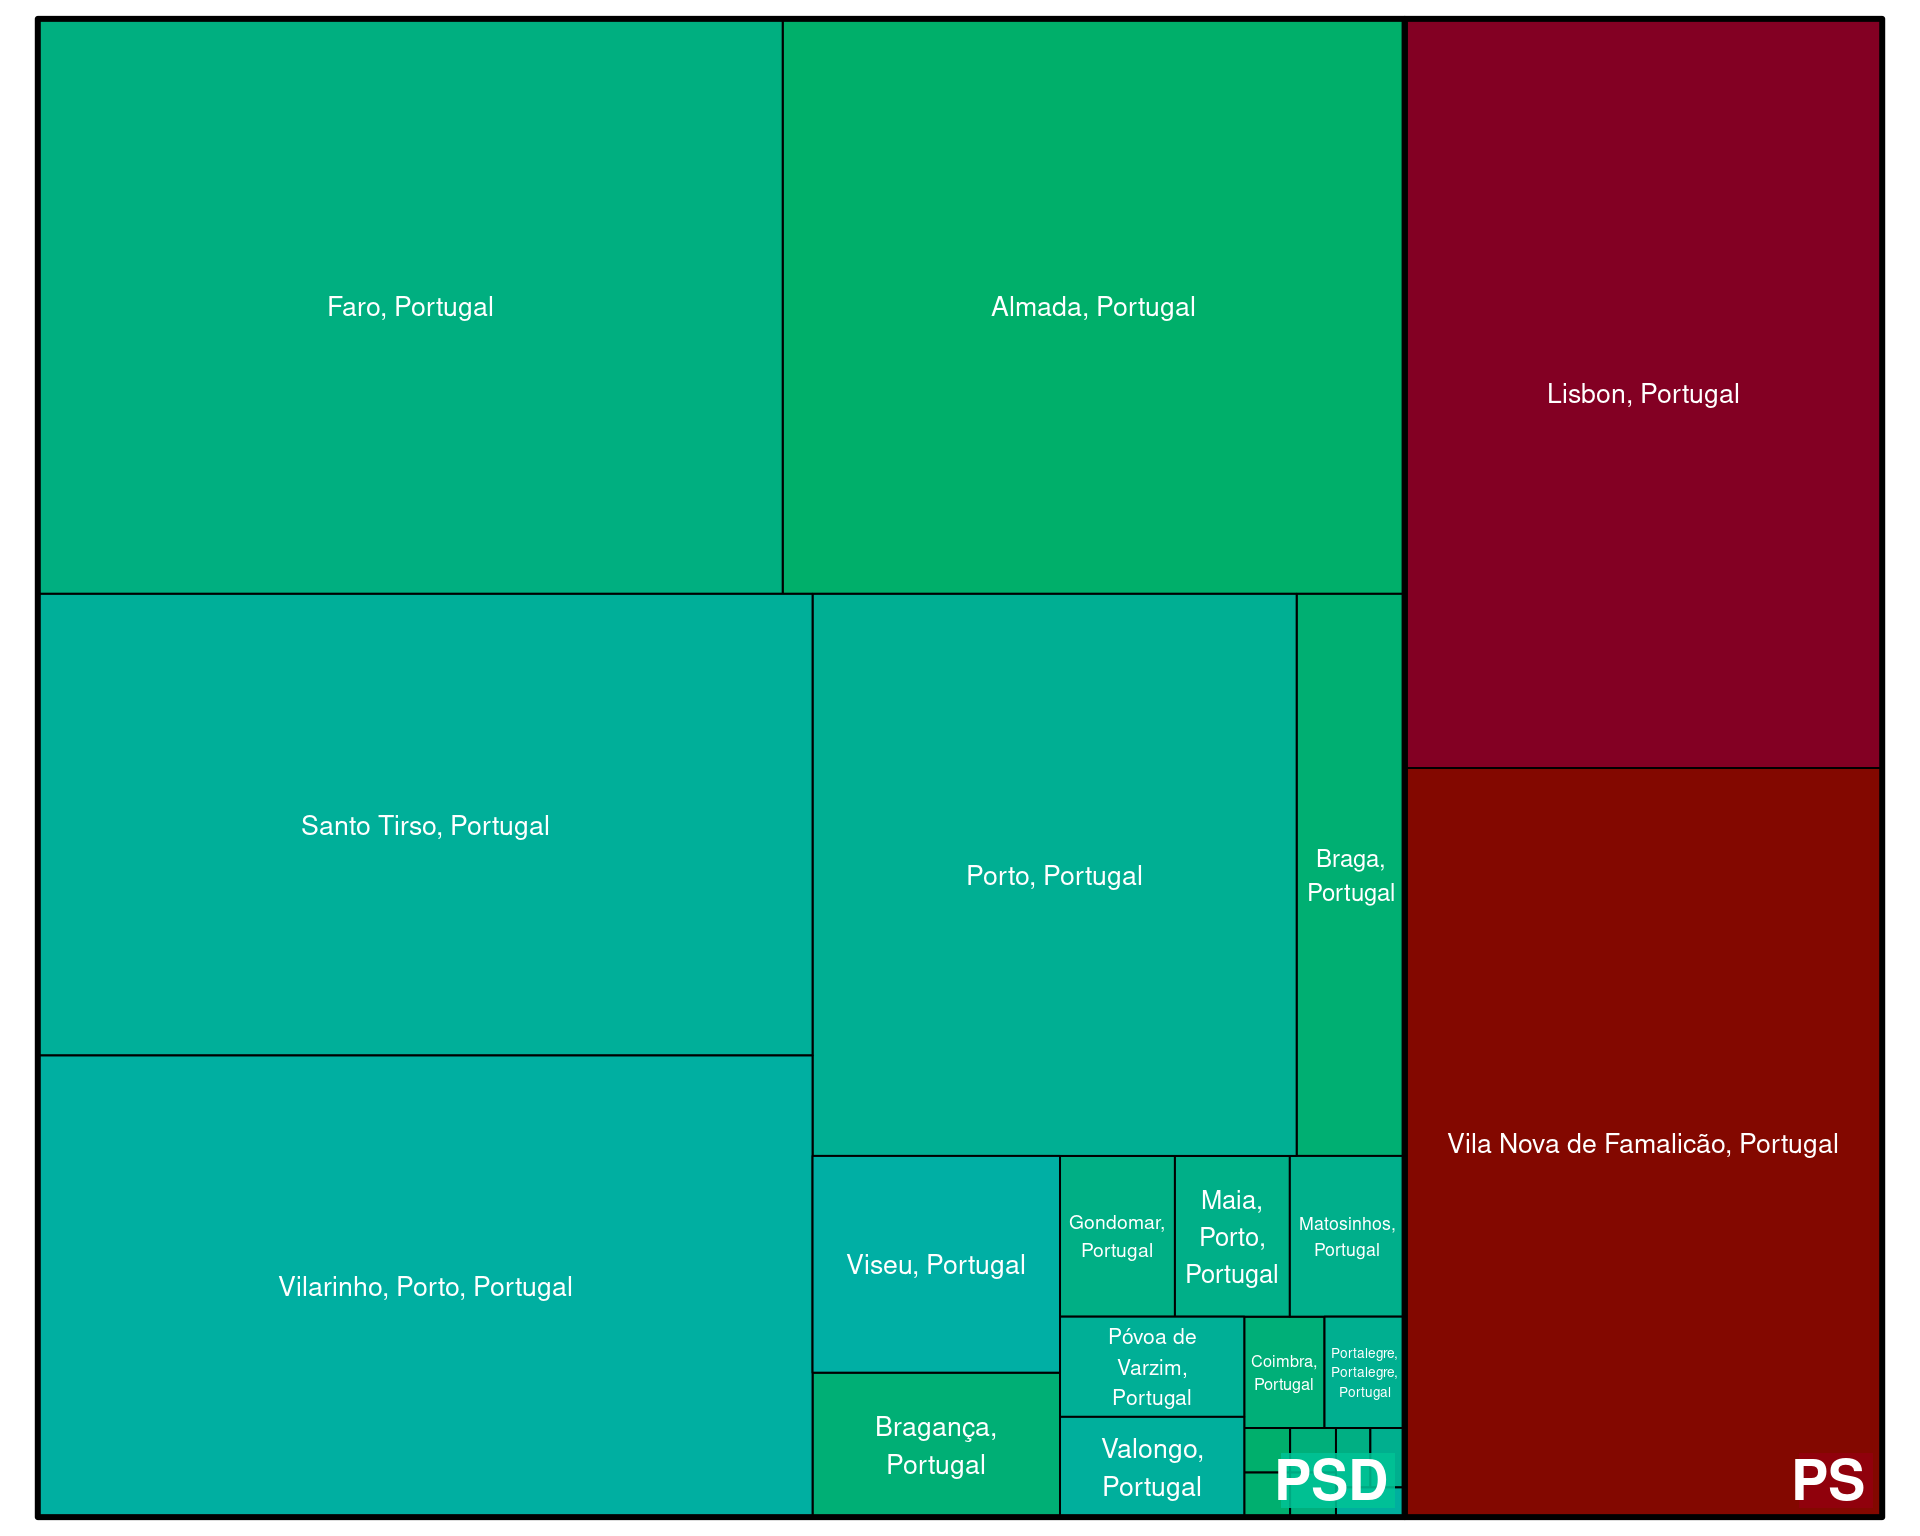 Faro, Portugal
Almada, Portugal
Lisbon, Portugal
Santo Tirso, Portugal
Porto, Portugal
Braga,
Portugal
Vila Nova de Famalicão, Portugal
Vilarinho, Porto, Portugal
Viseu, Portugal
Gondomar,
Portugal
Maia,
Porto,
Portugal
Matosinhos,
Portugal
Póvoa de
Varzim,
Portugal
Coimbra,
Portugal
Portalegre,
Portalegre,
Portugal
Bragança,
Portugal
Valongo,
Portugal
PSD
PS